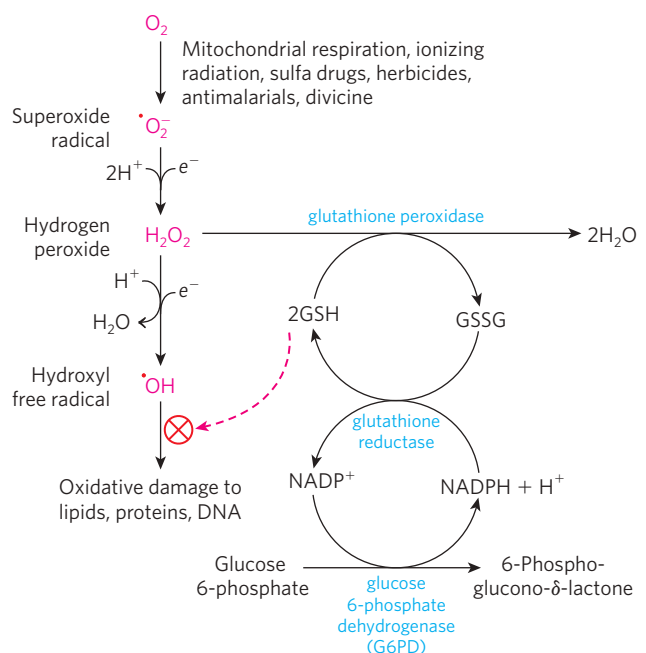 O₂
Mitochondrial respiration, ionizing
radiation, sulfa drugs, herbicides,
antimalarials, divicine
Superoxide
radical
•O₂⁻
2H⁺
e⁻
Hydrogen
peroxide
H₂O₂
glutathione peroxidase
2H₂O
H⁺
e⁻
H₂O
2GSH
GSSG
Hydroxyl
free radical
•OH
glutathione
reductase
Oxidative damage to
lipids, proteins, DNA
NADP⁺
NADPH + H⁺
Glucose
6-phosphate
glucose
6-phosphate
dehydrogenase
(G6PD)
6-Phospho-
glucono-δ-lactone